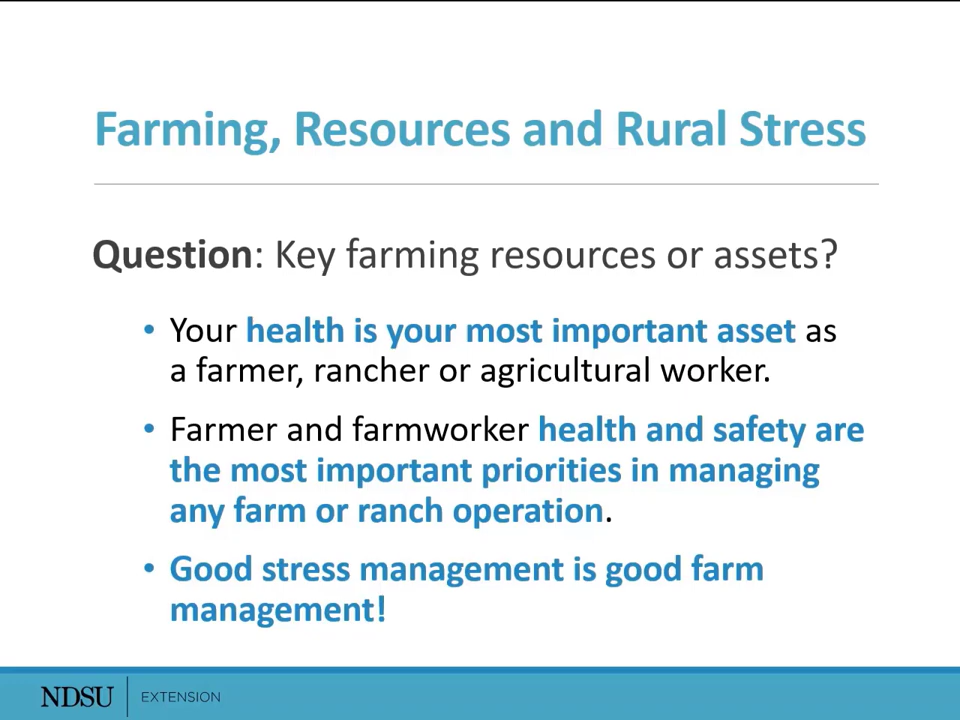 Farming, Resources and Rural Stress
Question: Key farming resources or assets?
• Your health is your most important asset as
a farmer, rancher or agricultural worker.
• Farmer and farmworker health and safety are
the most important priorities in managing
any farm or ranch operation.
• Good stress management is good farm
management!
NDSU EXTENSION